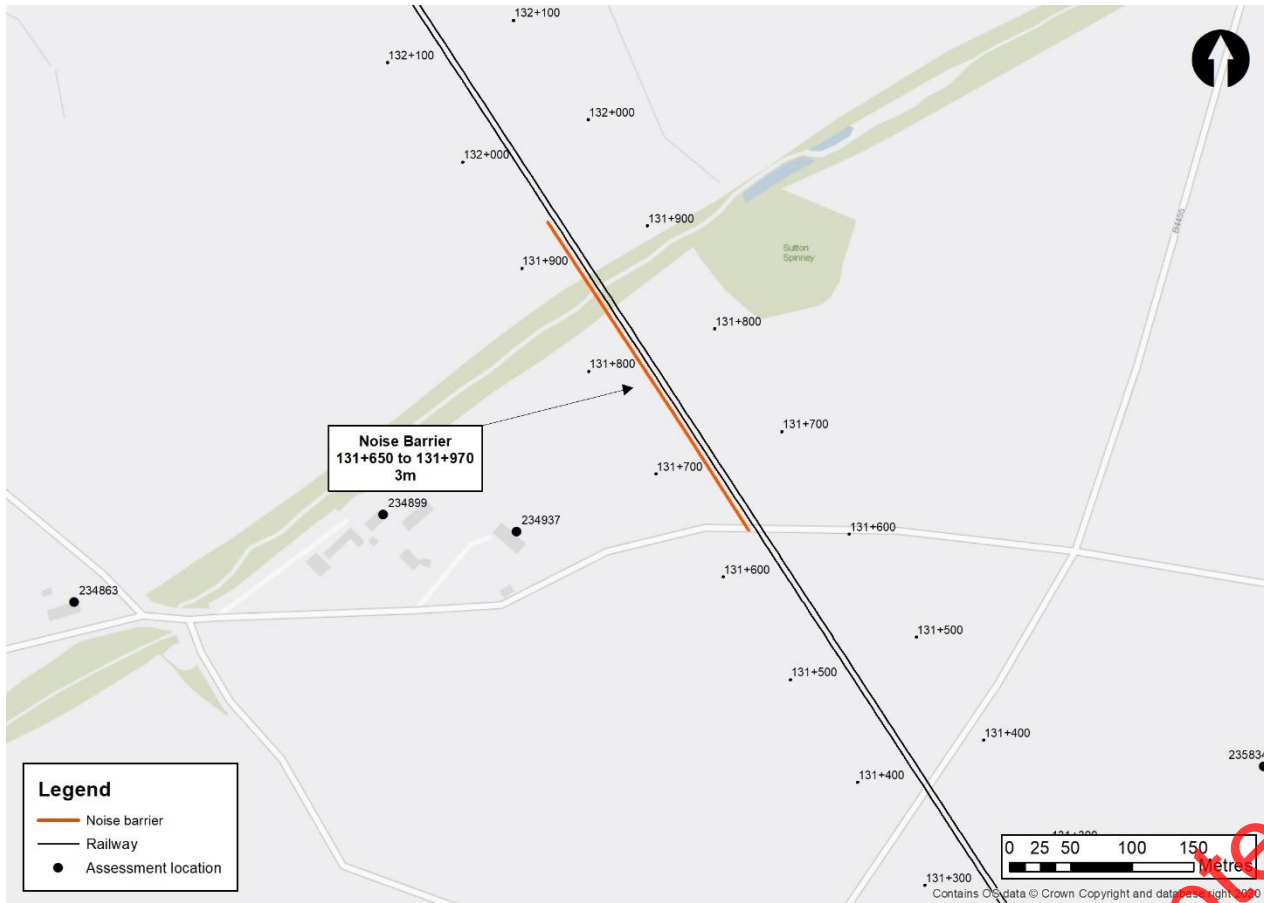 132+100
132+100
132+000
132+000
B4455
131+900
Sutton
Spinney
131+900
131+800
131+800
131+700
Noise Barrier
131+650 to 131+970
3m
131+700
234899
234937
131+600
131+600
234863
131+500
131+500
131+400
235834
131+400
Legend
Noise barrier
Railway
Assessment location
0 25 50 100 150
Metres
131+300
Contains OS data © Crown Copyright and database right 2020